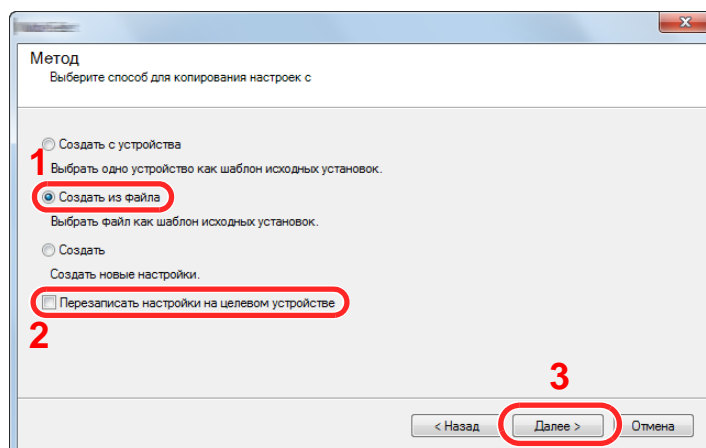 Метод
Выберите способ для копирования настроек с
Создать с устройства
1
Выбрать одно устройство как шаблон исходных установок.
Создать из файла
Выбрать файл как шаблон исходных установок.
Создать
Создать новые настройки.
Перезаписать настройки на целевом устройстве
2
3
< Назад Далее > Отмена